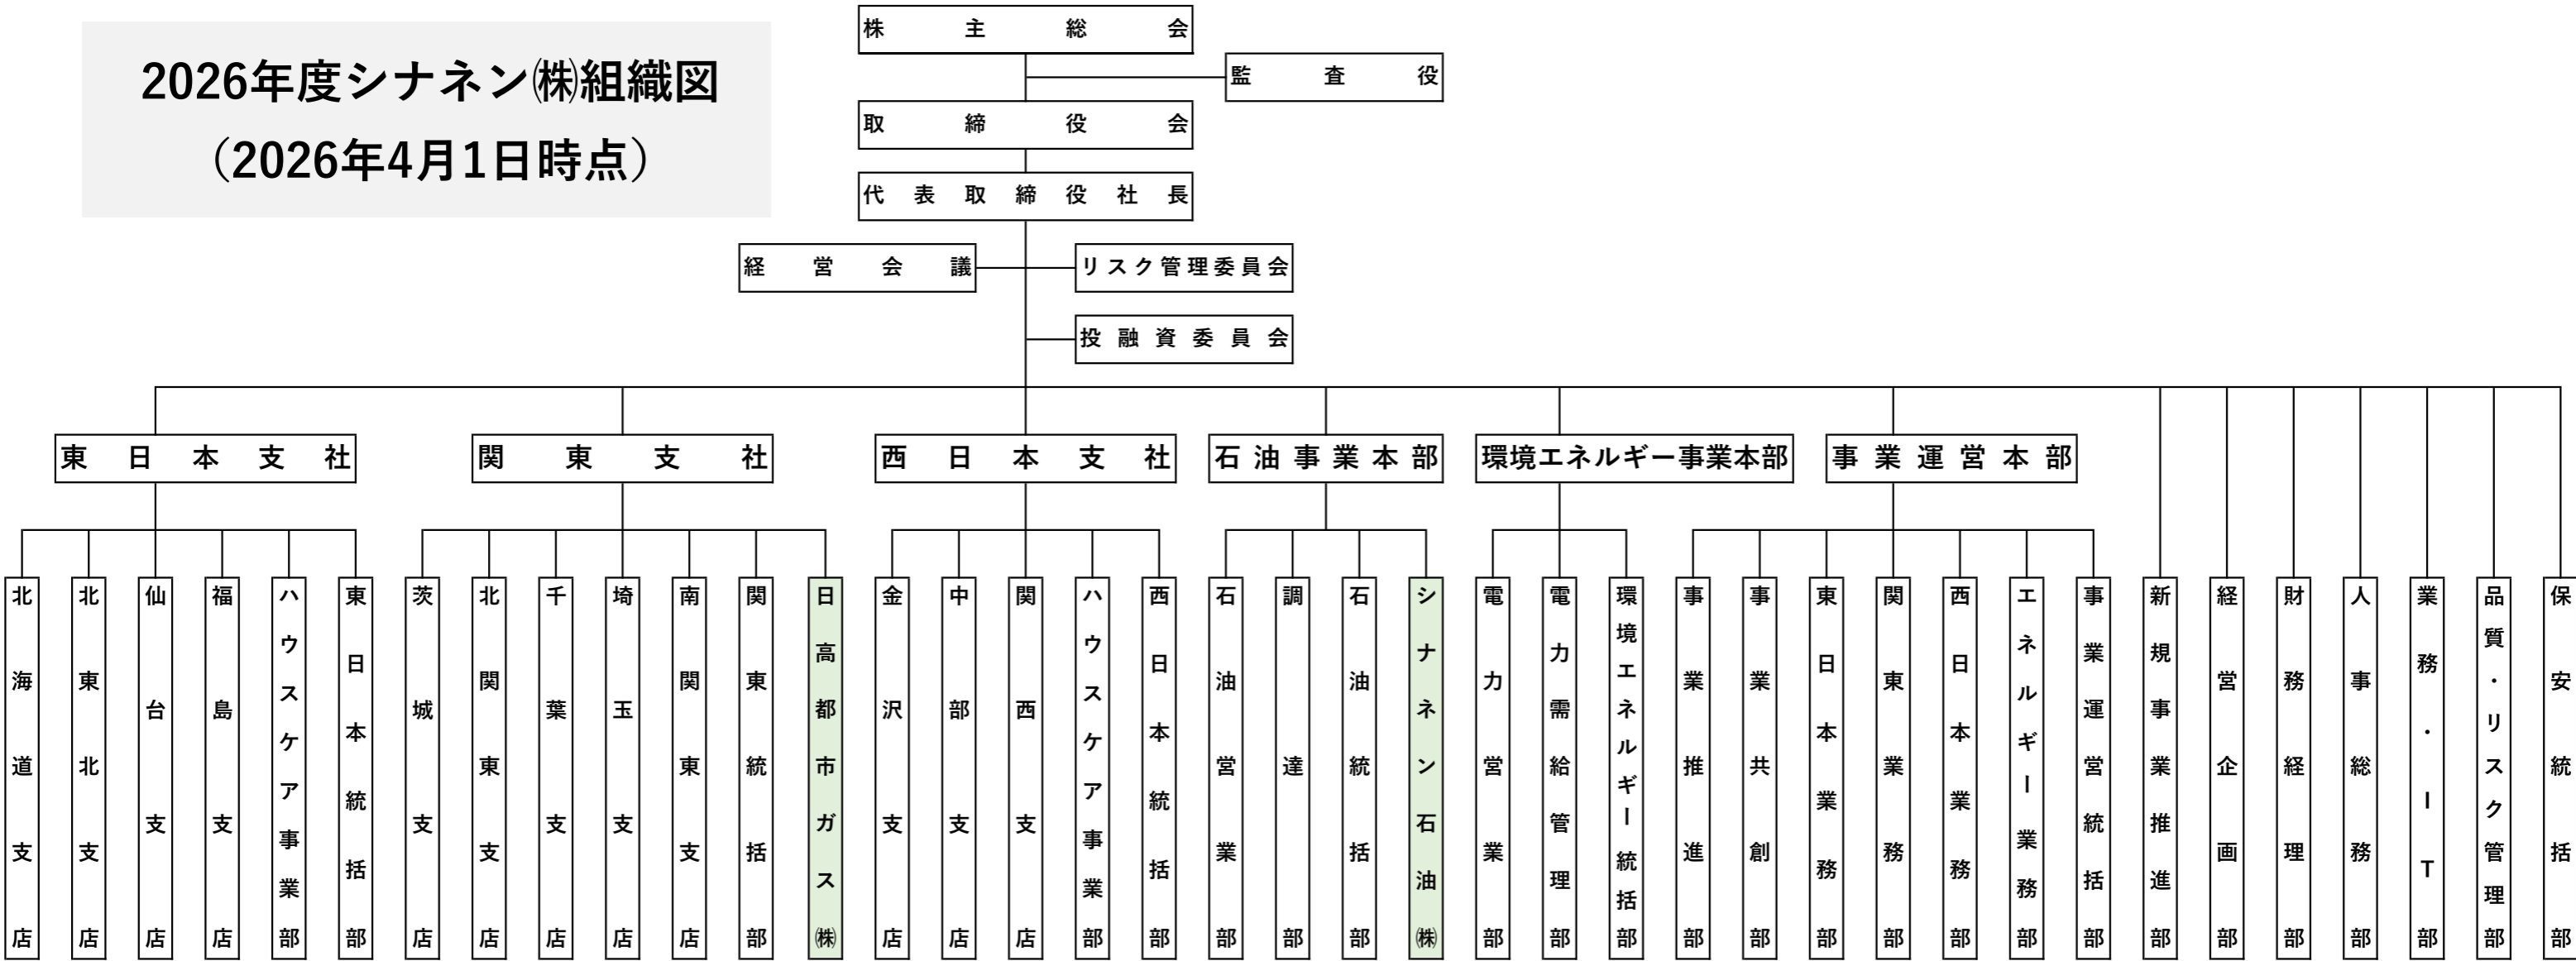 2026年度シナネン㈱組織図
（2026年4月1日時点）
株主総会
監査役
取締役会
代表取締役社長
経営会議
リスク管理委員会
投融資委員会
東日本支社
関東支社
西日本支社
石油事業本部
環境エネルギー事業本部
事業運営本部
北海道支店
北東北支店
仙台支店
福島支店
ハウスケア事業部
東日本統括部
茨城支店
北関東支店
千葉支店
埼玉支店
南関東支店
関東統括部
日高都市ガス㈱
金沢支店
中部支店
関西支店
ハウスケア事業部
西日本統括部
石油営業部
調達部
石油統括部
シナネン石油㈱
電力営業部
電力需給管理部
環境エネルギー統括部
事業推進部
事業共創部
東日本業務部
関東業務部
西日本業務部
エネルギー業務部
事業運営統括部
新規事業推進部
経営企画部
財務経理部
人事総務部
業務・IT部
品質・リスク管理部
保安統括部